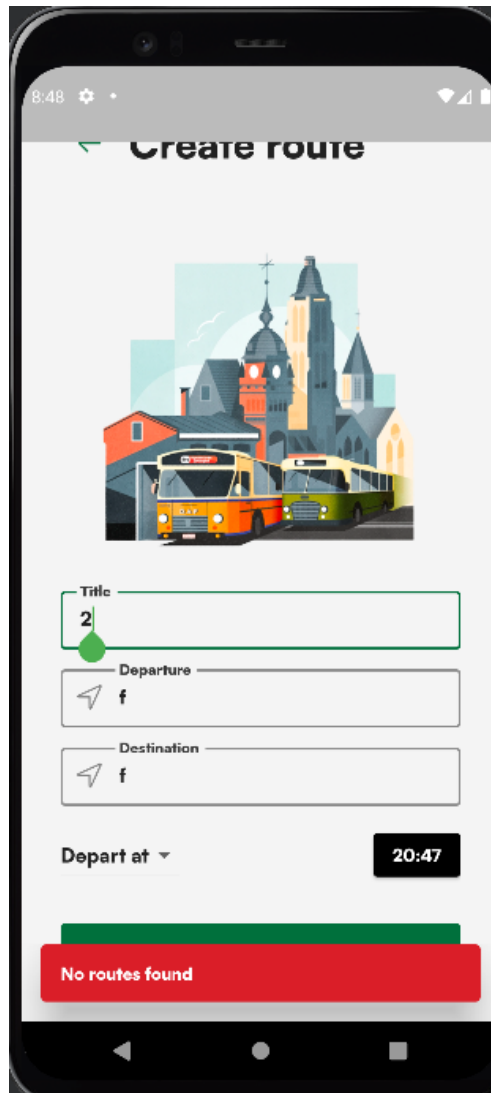 8:48
Create route
Title
2
Departure
f
Destination
f
Depart at
20:47
No routes found